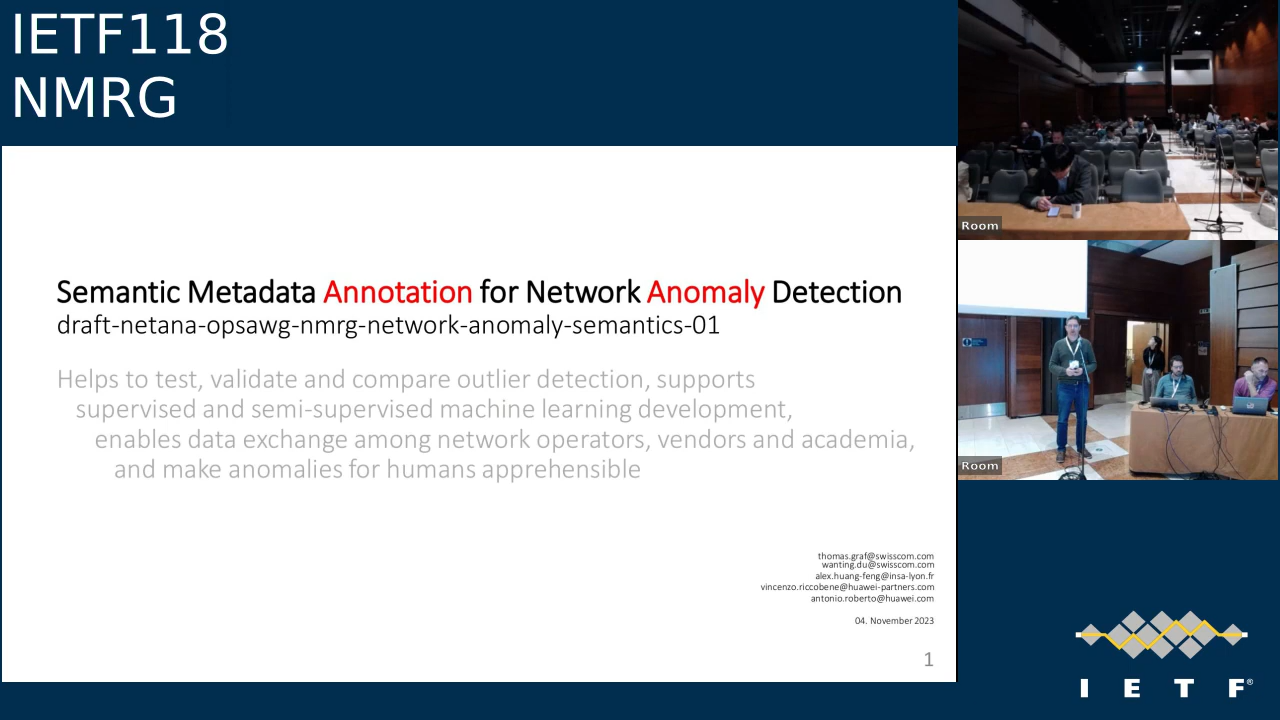 IETF118
NMRG
Semantic Metadata Annotation for Network Anomaly Detection
draft-netana-opsawg-nmrg-network-anomaly-semantics-01
Helps to test, validate and compare outlier detection, supports
supervised and semi-supervised machine learning development,
enables data exchange among network operators, vendors and academia,
and make anomalies for humans apprehensible
thomas.graf@swisscom.com
wanting.du@swisscom.com
alex.huang-feng@insa-lyon.fr
vincenzo.riccobene@huawei-partners.com
antonio.roberto@huawei.com
04. November 2023
1
Room
Room
I E T F®